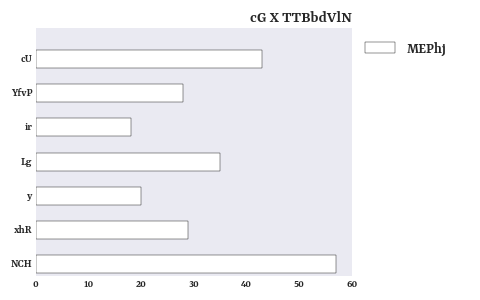 cG X TTBbdVlN
MEPhj
cU
YfvP
ir
Lg
y
xhR
NCH
0 10 20 30 40 50 60